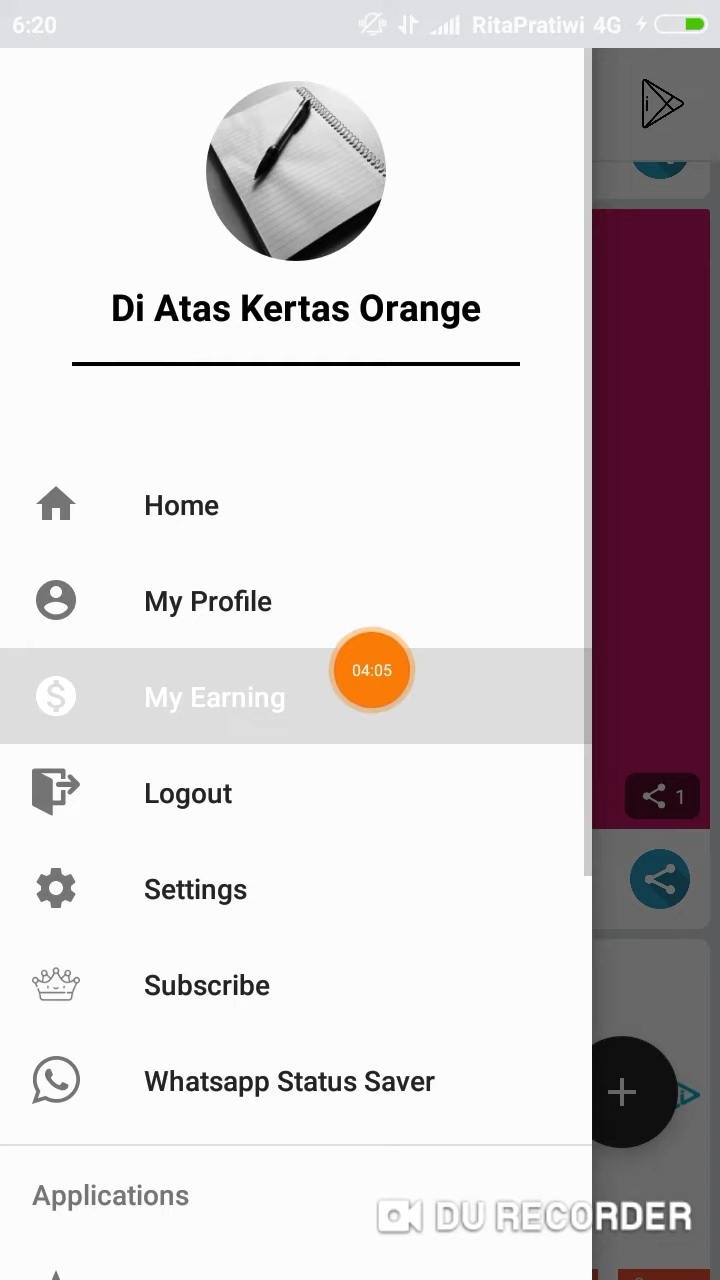 6:20 RitaPratiwi 4G
Di Atas Kertas Orange
Home
My Profile
My Earning
04:05
Logout
1
Settings
Subscribe
Whatsapp Status Saver
Applications
DU RECORDER